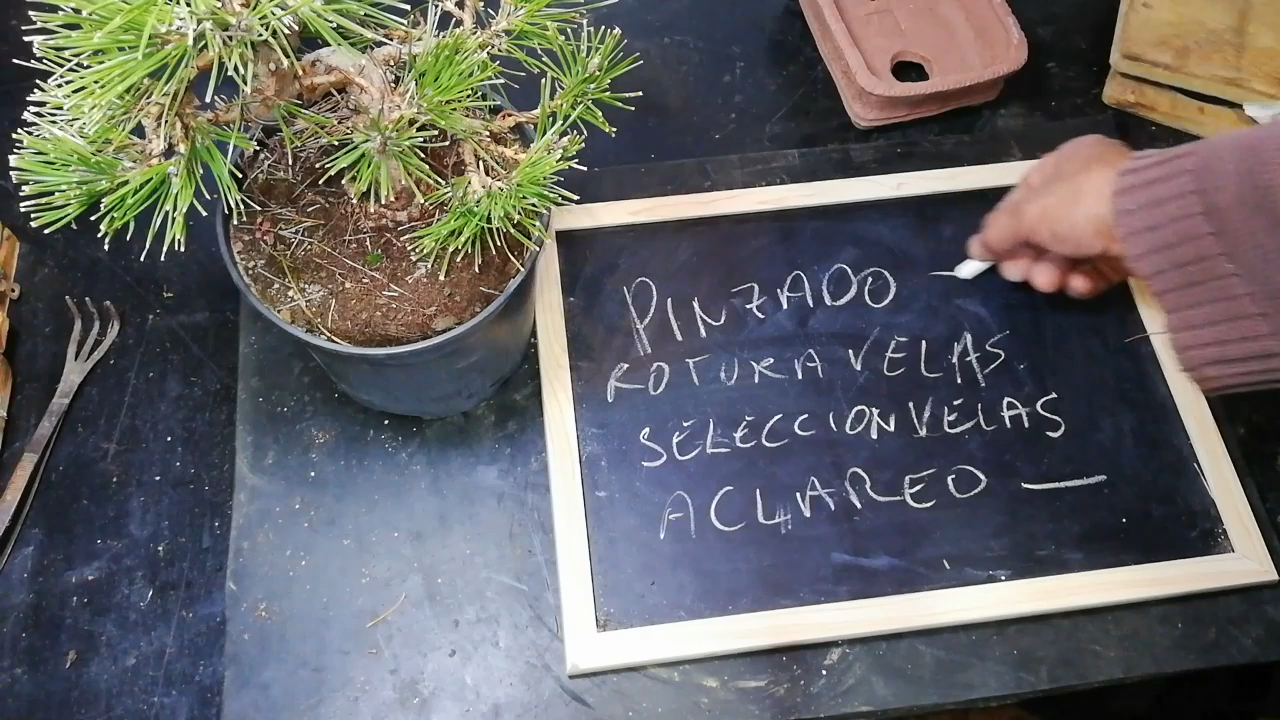 PINZADO -
ROTURA VELAS
SELECCION VELAS
ACLAREO —